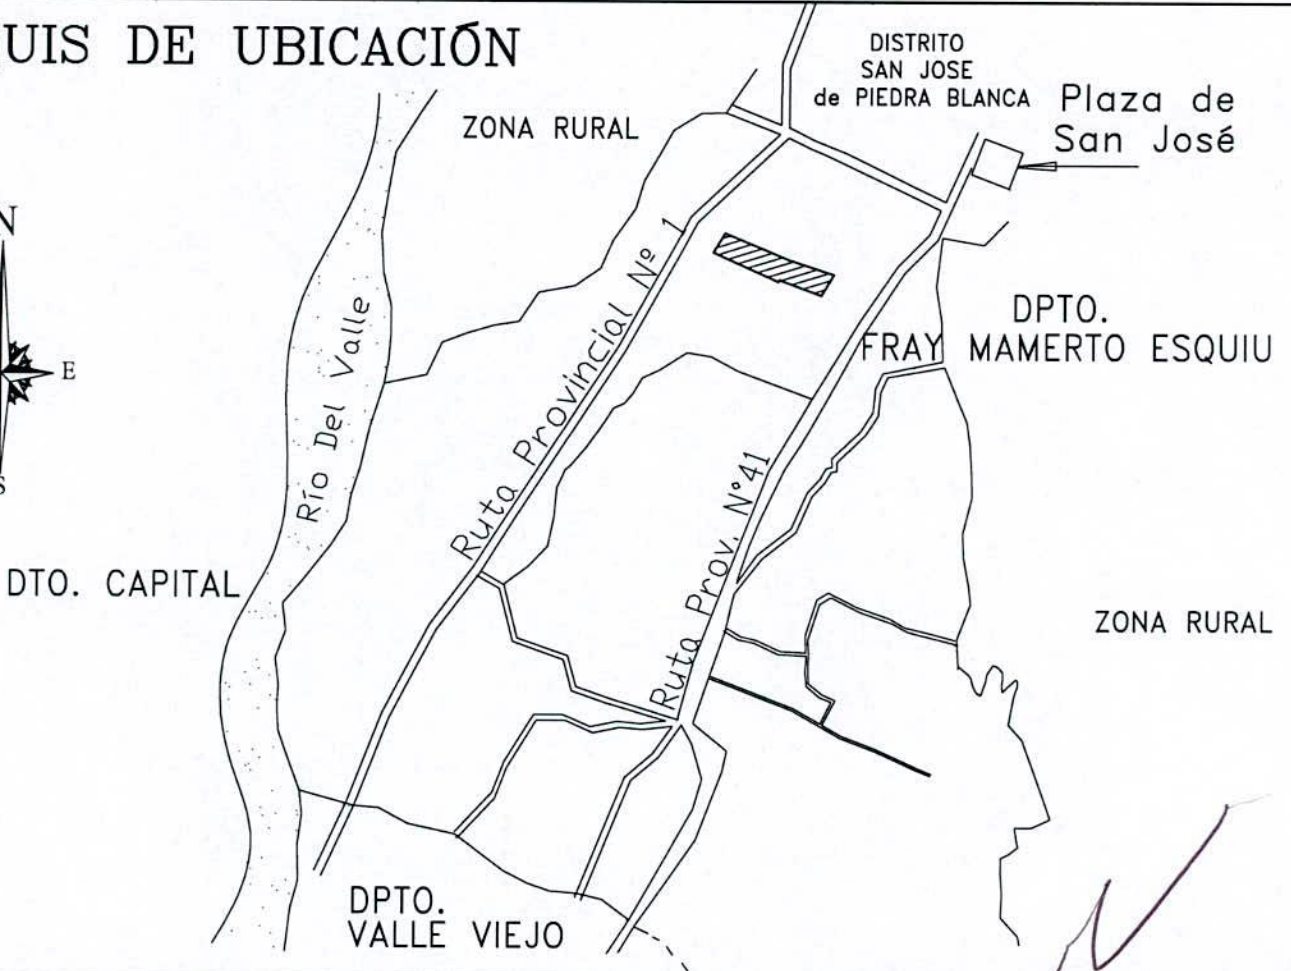 UIS DE UBICACIÓN
DISTRITO
SAN JOSE
de PIEDRA BLANCA
Plaza de
San José
ZONA RURAL
N
E
S
Río Del Valle
Ruta Provincial Nº 1
DPTO.
FRAY MAMERTO ESQUIU
Ruta Prov. N°41
DTO. CAPITAL
ZONA RURAL
DPTO.
VALLE VIEJO